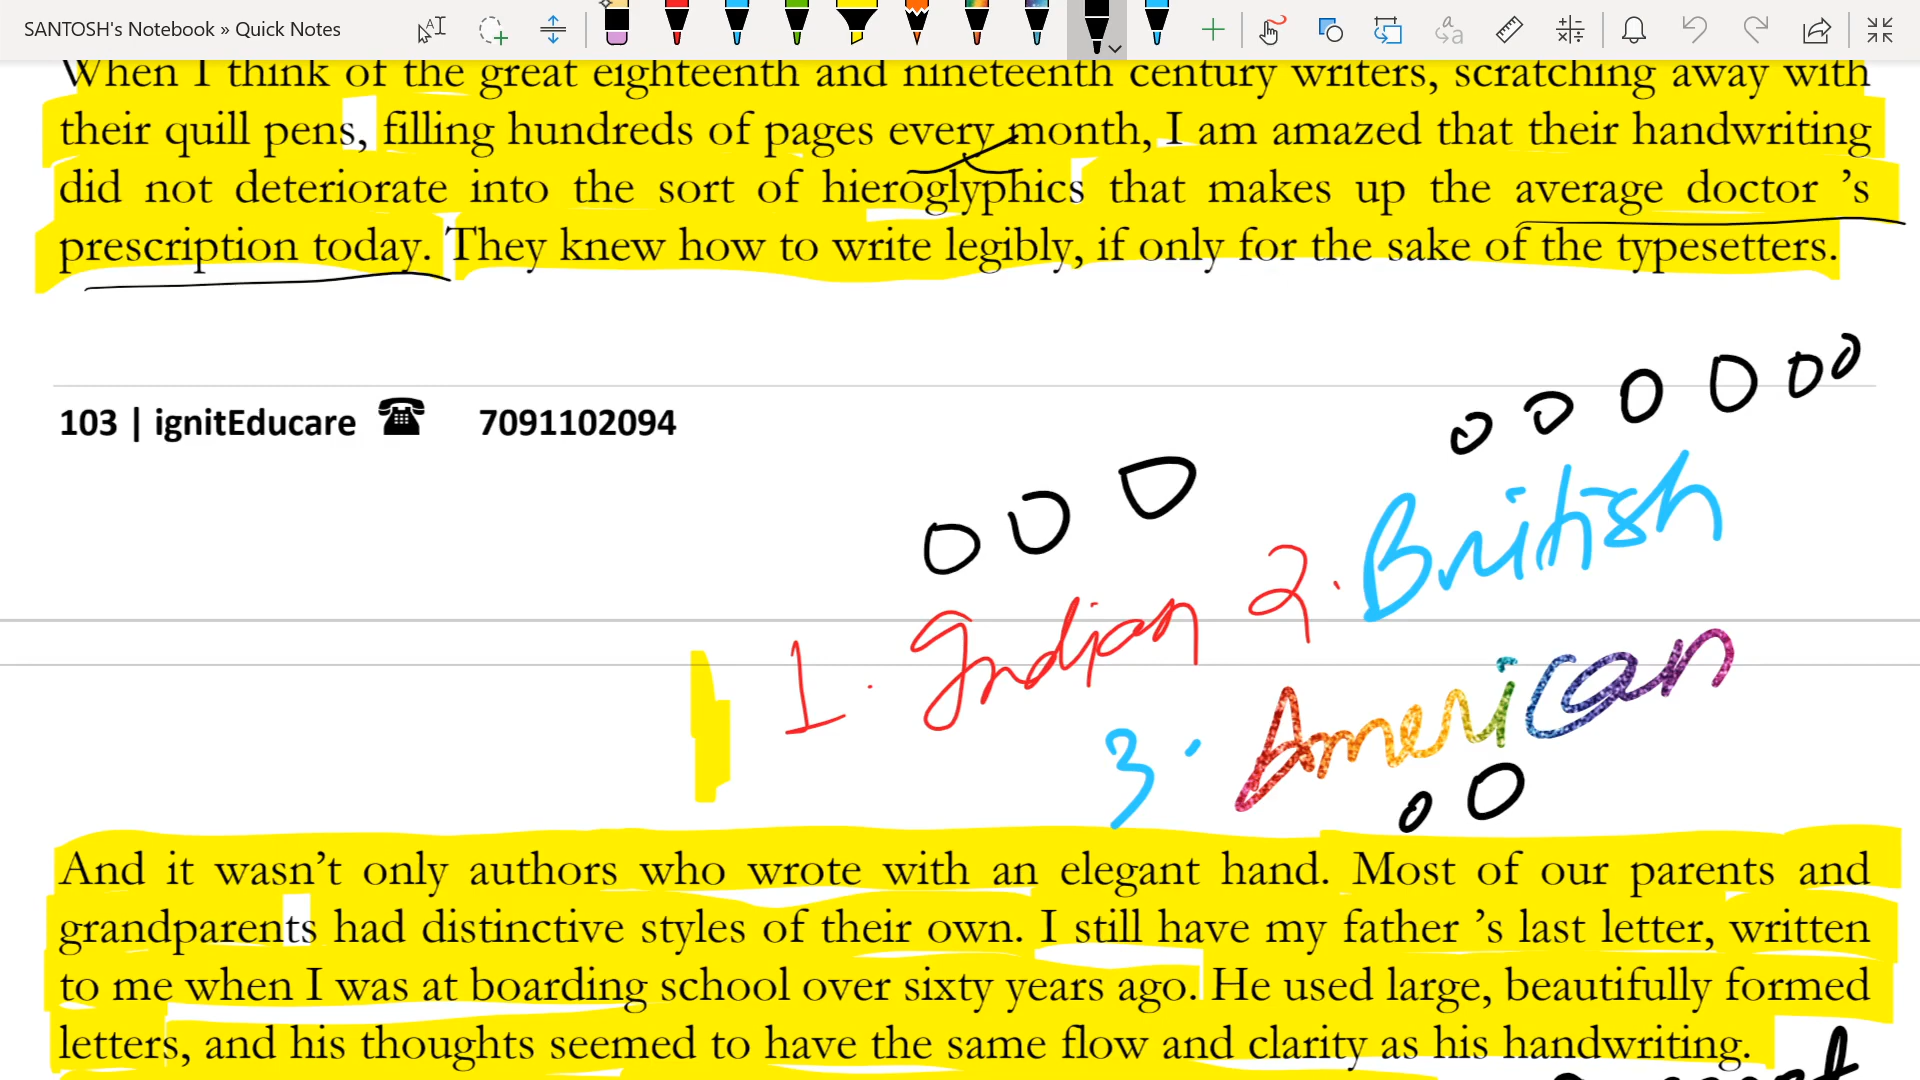 SANTOSH's Notebook » Quick Notes
When I think of the great eighteenth and nineteenth century writers, scratching away with
their quill pens, filling hundreds of pages every month, I am amazed that their handwriting
did not deteriorate into the sort of hieroglyphics that makes up the average doctor ’s
prescription today. They knew how to write legibly, if only for the sake of the typesetters.
103 | ignitEducare ☎ 7091102094
1. Indian 2. British
3. American
And it wasn’t only authors who wrote with an elegant hand. Most of our parents and
grandparents had distinctive styles of their own. I still have my father ’s last letter, written
to me when I was at boarding school over sixty years ago. He used large, beautifully formed
letters, and his thoughts seemed to have the same flow and clarity as his handwriting.